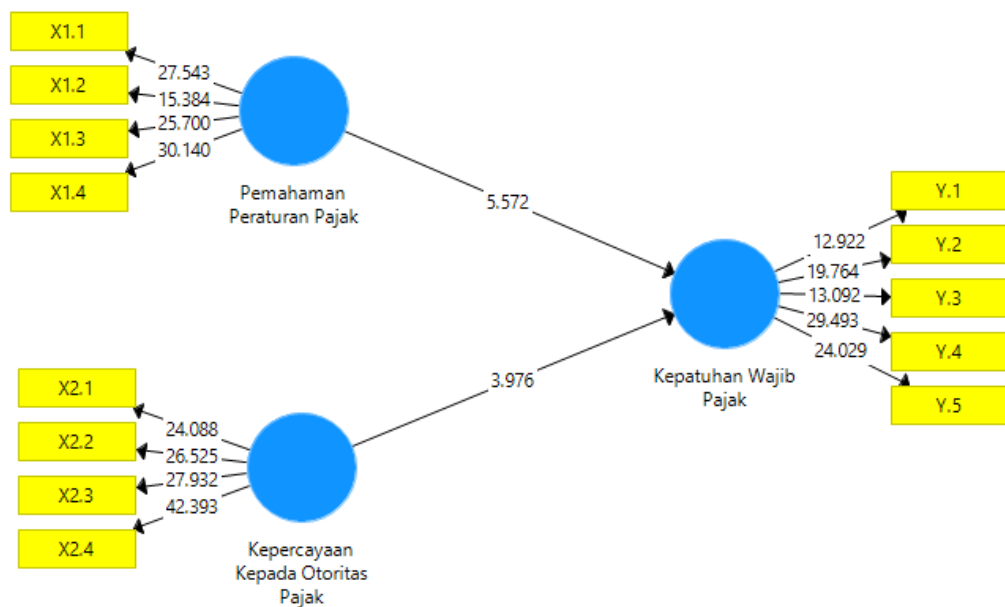 X1.1
X1.2
X1.3
X1.4
27.543
15.384
25.700
30.140
Pemahaman
Peraturan Pajak
5.572
X2.1
X2.2
X2.3
X2.4
24.088
26.525
27.932
42.393
Kepercayaan
Kepada Otoritas
Pajak
3.976
Kepatuhan Wajib
Pajak
12.922
19.764
13.092
29.493
24.029
Y.1
Y.2
Y.3
Y.4
Y.5